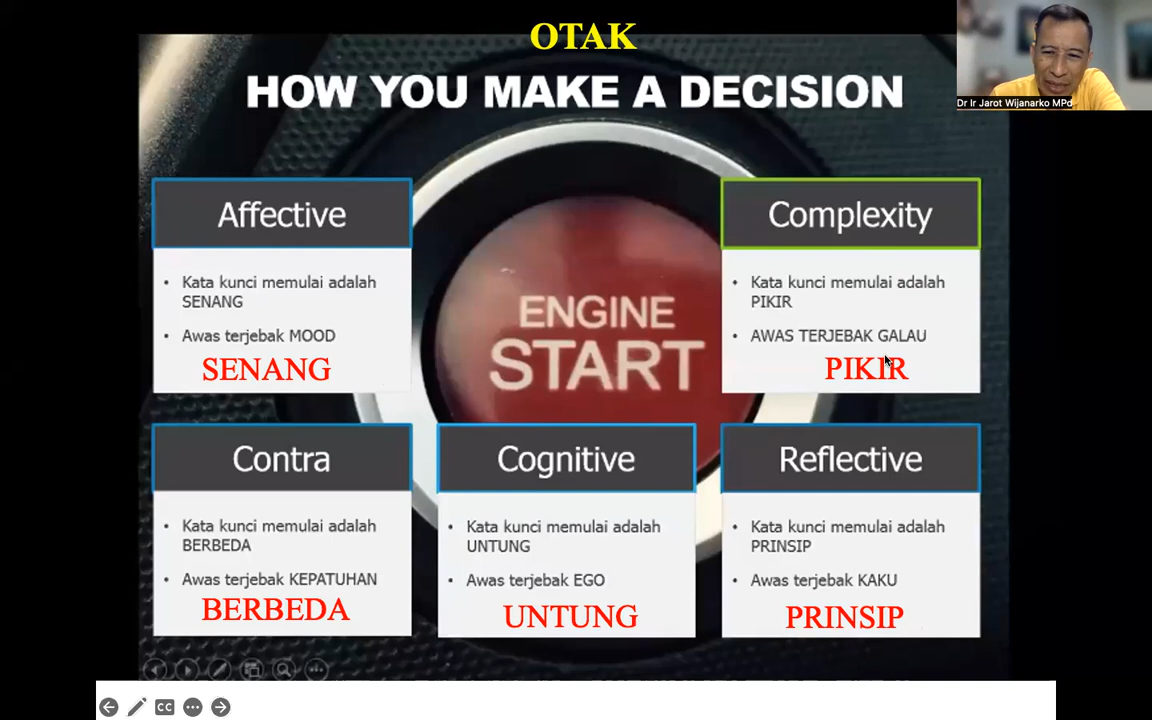 OTAK
HOW YOU MAKE A DECISION
Dr Ir Jarot Wijanarko MPd
Affective
• Kata kunci memulai adalah
SENANG
• Awas terjebak MOOD
SENANG
Complexity
• Kata kunci memulai adalah
PIKIR
• AWAS TERJEBAK GALAU
PIKIR
ENGINE
START
Contra
• Kata kunci memulai adalah
BERBEDA
• Awas terjebak KEPATUHAN
BERBEDA
Cognitive
• Kata kunci memulai adalah
UNTUNG
• Awas terjebak EGO
UNTUNG
Reflective
• Kata kunci memulai adalah
PRINSIP
• Awas terjebak KAKU
PRINSIP
CC